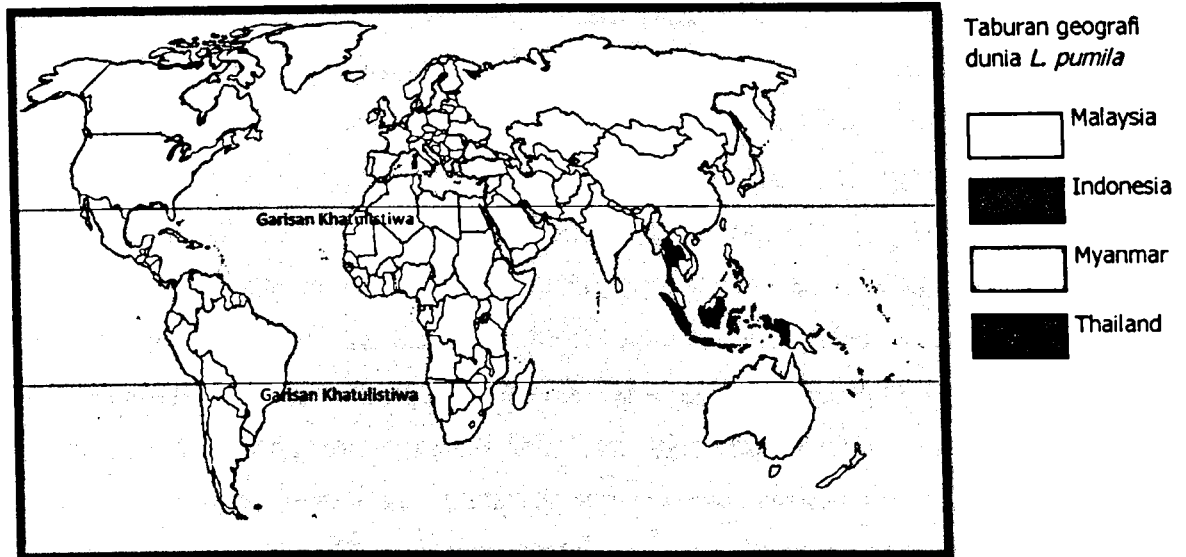 Taburan geografi
dunia L. pumila
Malaysia
Indonesia
Myanmar
Thailand
Garisan Khatulistiwa
Garisan Khatulistiwa